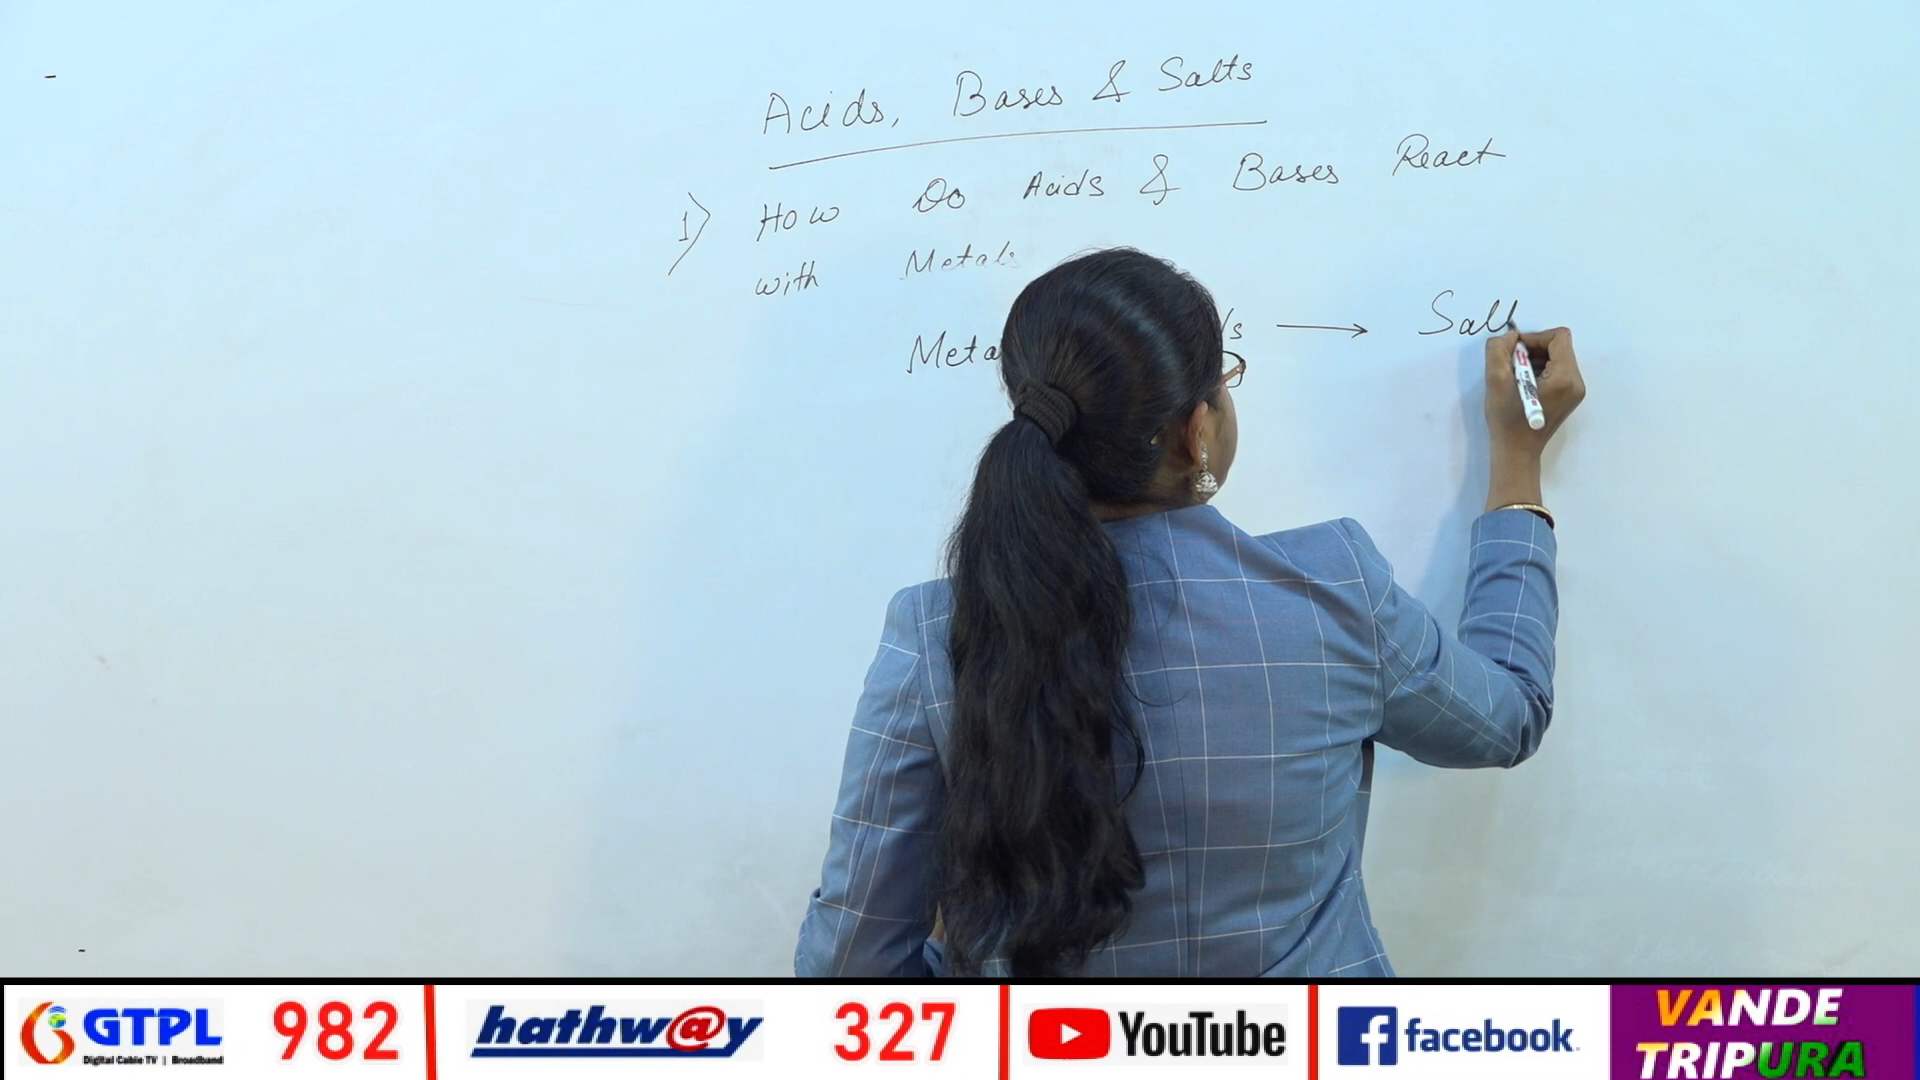 Acids, Bases & Salts
1) How Do Acids & Bases React
with Metals
Meta s → Salt
GTPL 982 hathw@y 327 YouTube facebook VANDE TRIPURA
Digital Cable TV | Broadband